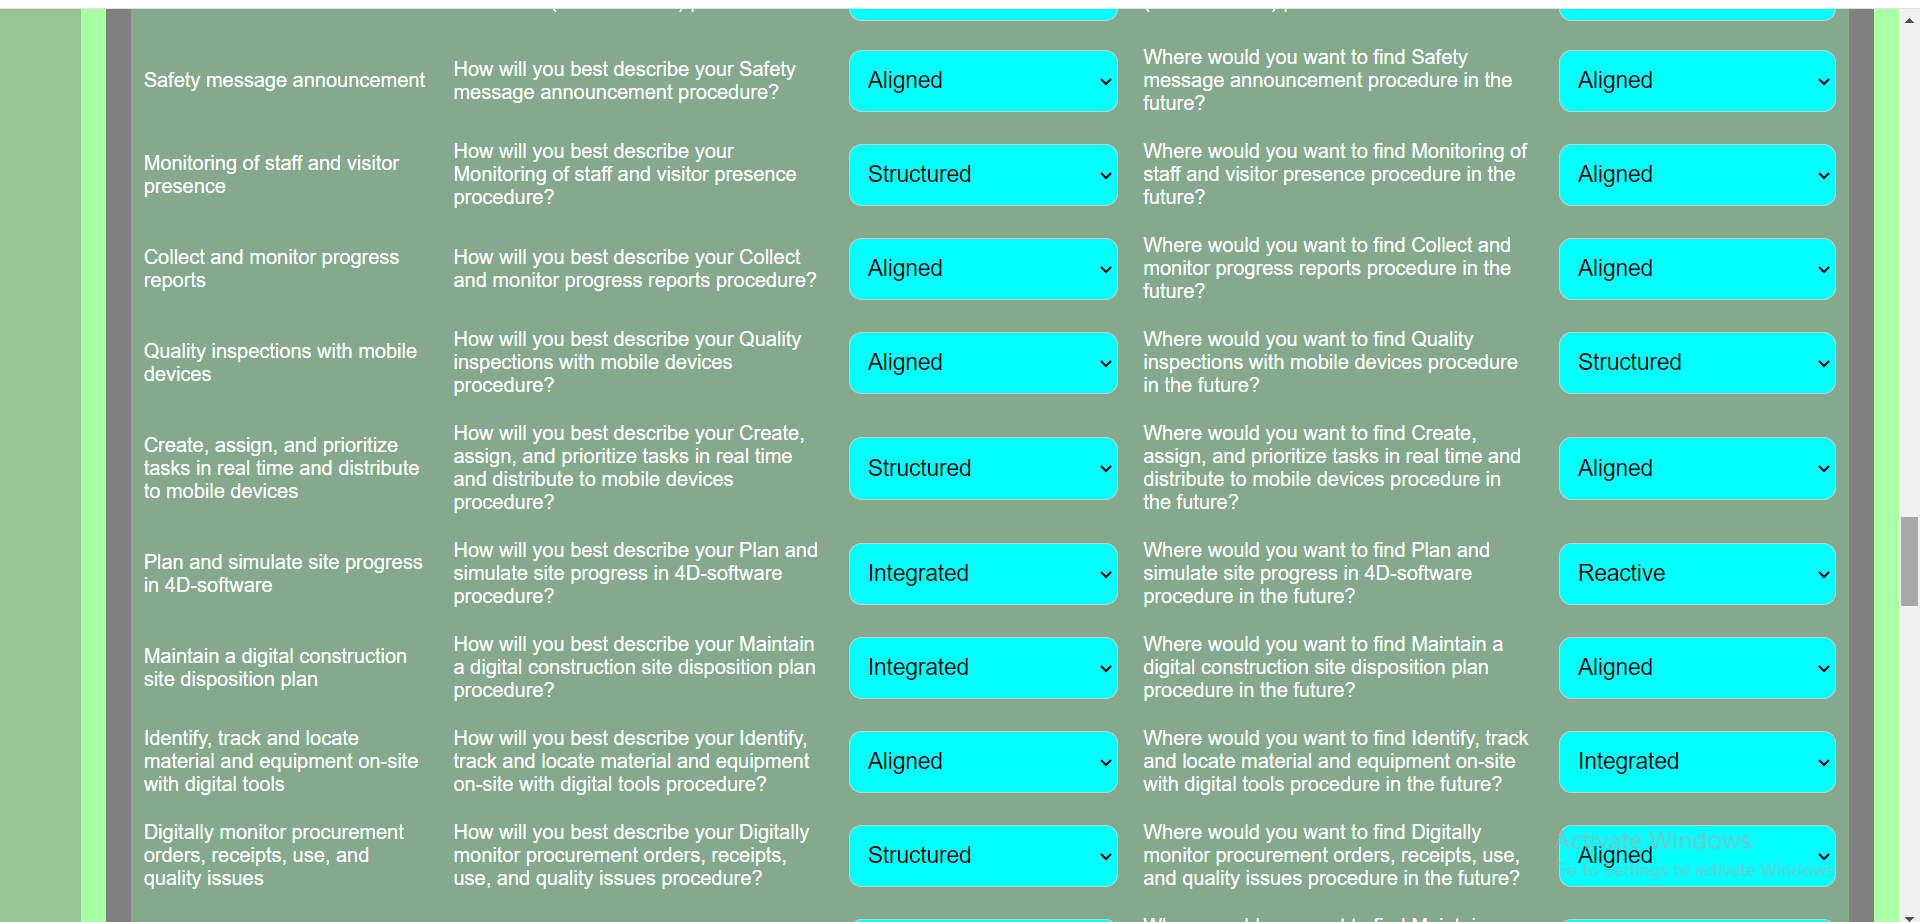 Safety message announcement
How will you best describe your Safety
message announcement procedure?
Aligned
Where would you want to find Safety
message announcement procedure in the
future?
Aligned
Monitoring of staff and visitor
presence
How will you best describe your
Monitoring of staff and visitor presence
procedure?
Structured
Where would you want to find Monitoring of
staff and visitor presence procedure in the
future?
Aligned
Collect and monitor progress
reports
How will you best describe your Collect
and monitor progress reports procedure?
Aligned
Where would you want to find Collect and
monitor progress reports procedure in the
future?
Aligned
Quality inspections with mobile
devices
How will you best describe your Quality
inspections with mobile devices
procedure?
Aligned
Where would you want to find Quality
inspections with mobile devices procedure
in the future?
Structured
Create, assign, and prioritize
tasks in real time and distribute
to mobile devices
How will you best describe your Create,
assign, and prioritize tasks in real time
and distribute to mobile devices
procedure?
Structured
Where would you want to find Create,
assign, and prioritize tasks in real time and
distribute to mobile devices procedure in
the future?
Aligned
Plan and simulate site progress
in 4D-software
How will you best describe your Plan and
simulate site progress in 4D-software
procedure?
Integrated
Where would you want to find Plan and
simulate site progress in 4D-software
procedure in the future?
Reactive
Maintain a digital construction
site disposition plan
How will you best describe your Maintain
a digital construction site disposition plan
procedure?
Integrated
Where would you want to find Maintain a
digital construction site disposition plan
procedure in the future?
Aligned
Identify, track and locate
material and equipment on-site
with digital tools
How will you best describe your Identify,
track and locate material and equipment
on-site with digital tools procedure?
Aligned
Where would you want to find Identify, track
and locate material and equipment on-site
with digital tools procedure in the future?
Integrated
Digitally monitor procurement
orders, receipts, use, and
quality issues
How will you best describe your Digitally
monitor procurement orders, receipts,
use, and quality issues procedure?
Structured
Where would you want to find Digitally
monitor procurement orders, receipts, use,
and quality issues procedure in the future?
Aligned
Activate Windows
Go to Settings to activate Windows.